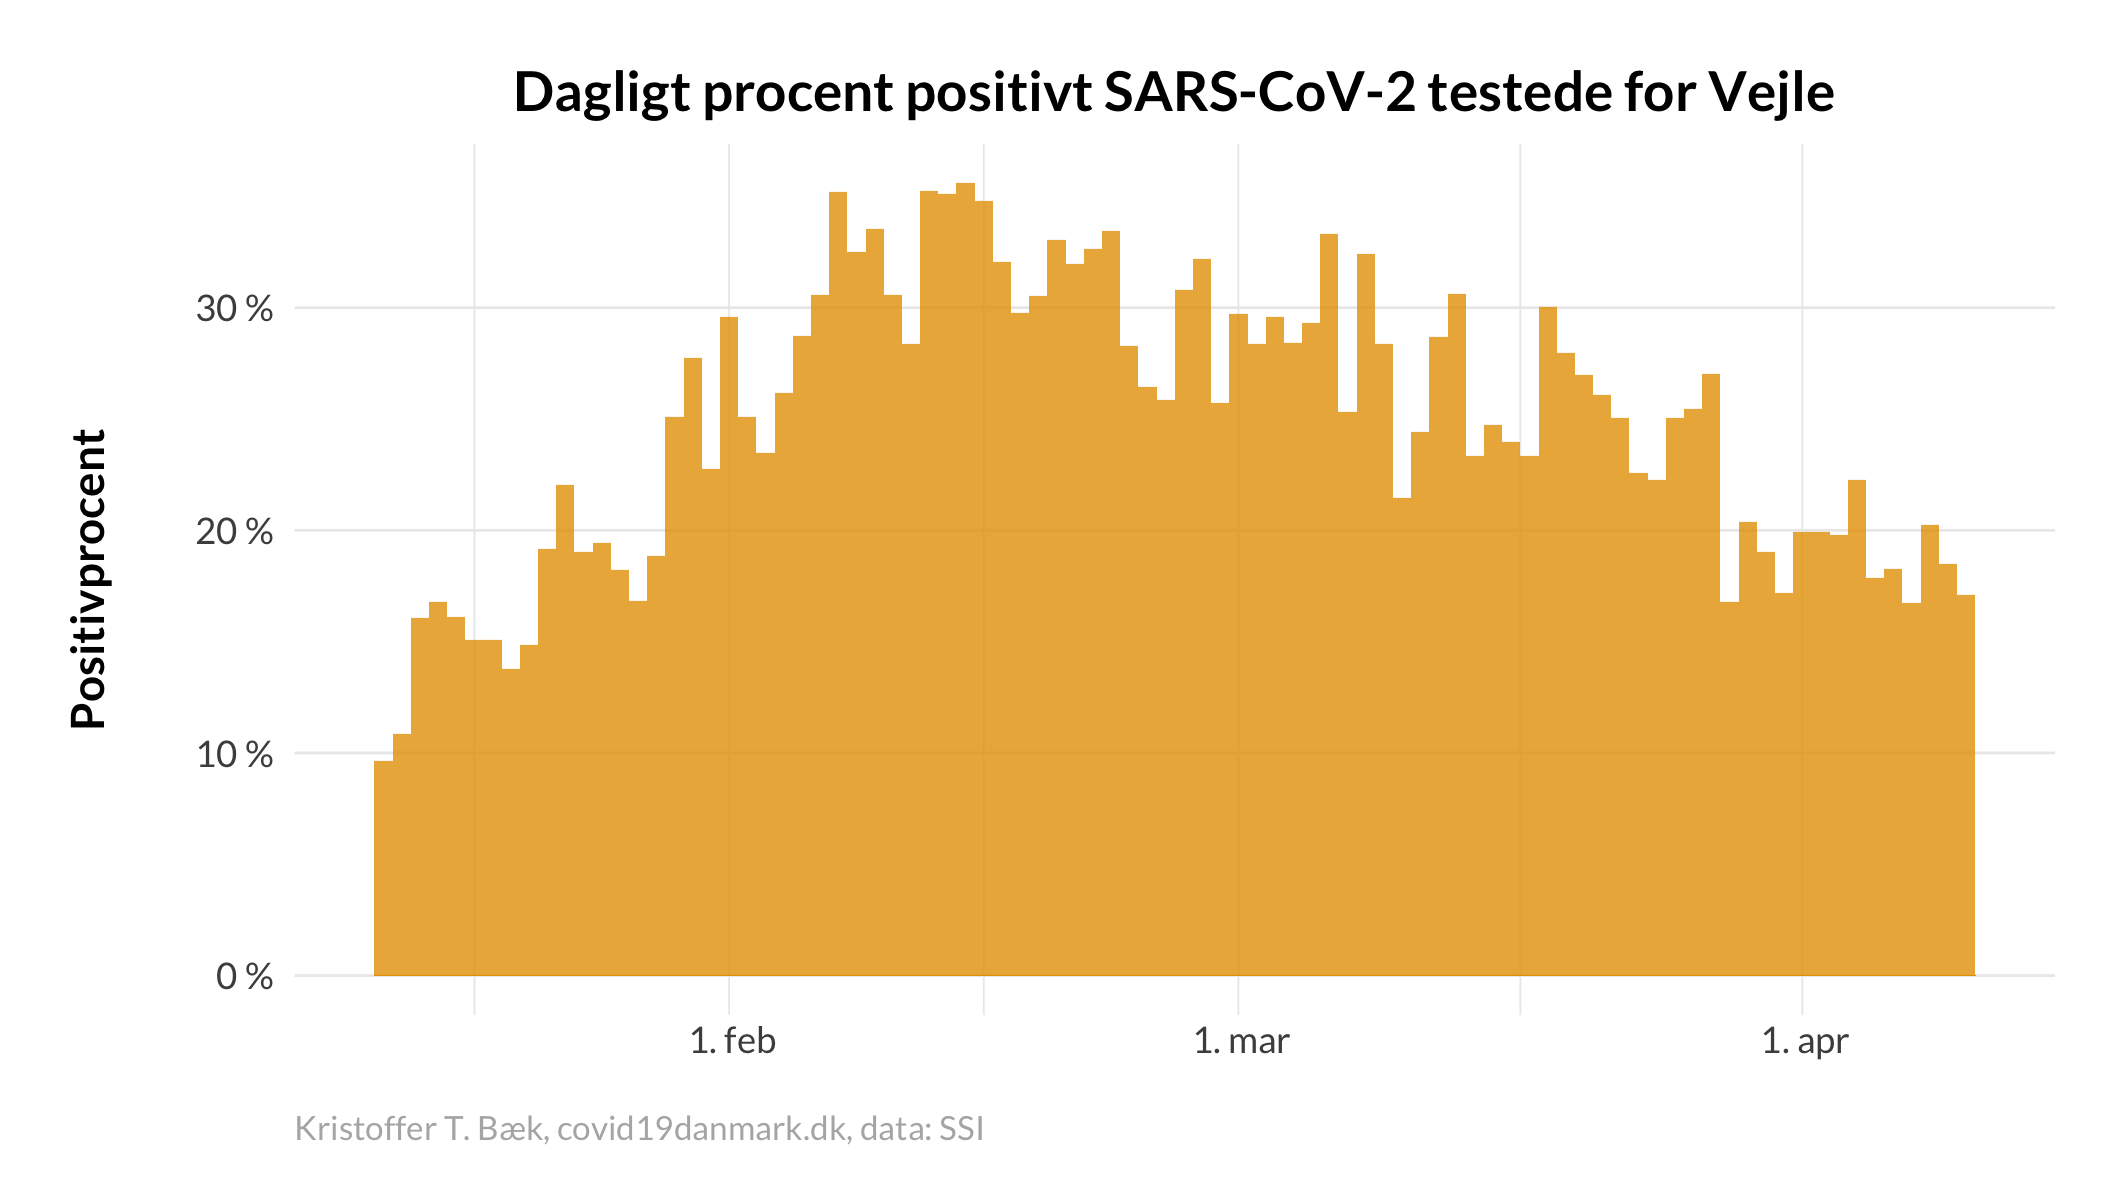 Dagligt procent positivt SARS-CoV-2 testede for Vejle
Positivprocent
30 %
20 %
10 %
0 %
1. feb
1. mar
1. apr
Kristoffer T. Bæk, covid19danmark.dk, data: SSI